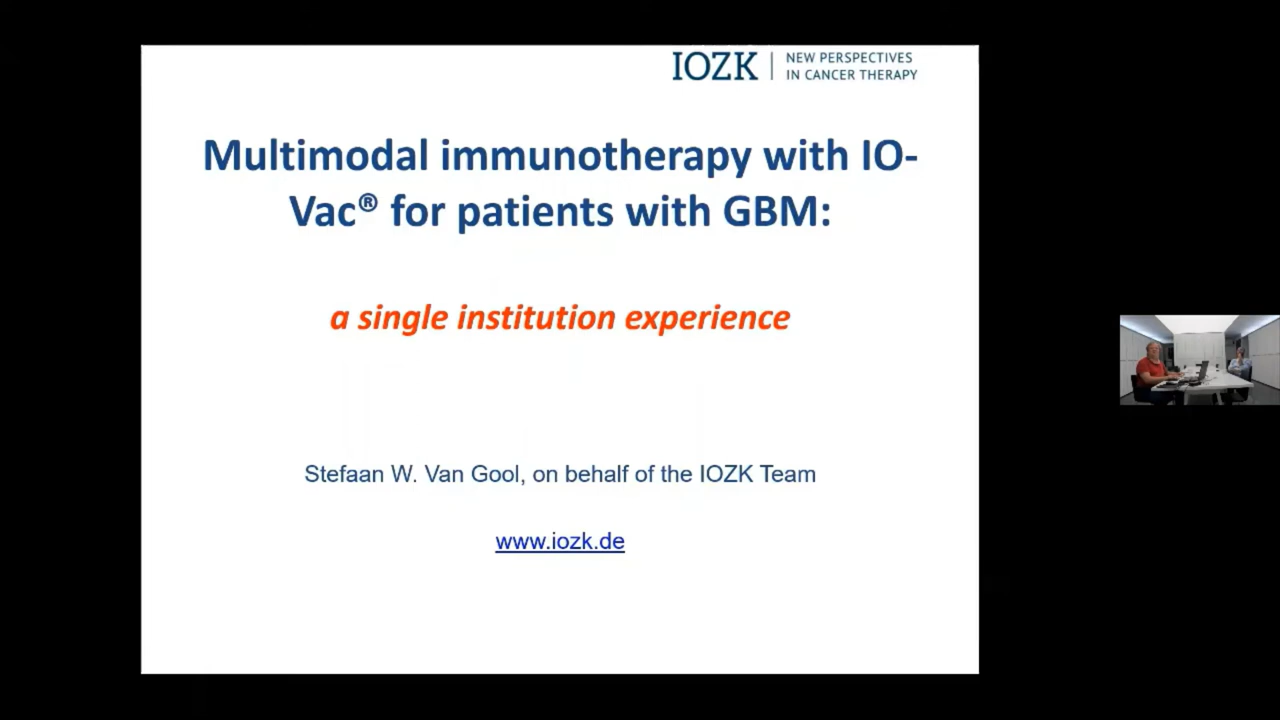 IOZK
NEW PERSPECTIVES
IN CANCER THERAPY
Multimodal immunotherapy with IO-
Vac® for patients with GBM:
a single institution experience
Stefaan W. Van Gool, on behalf of the IOZK Team
www.iozk.de